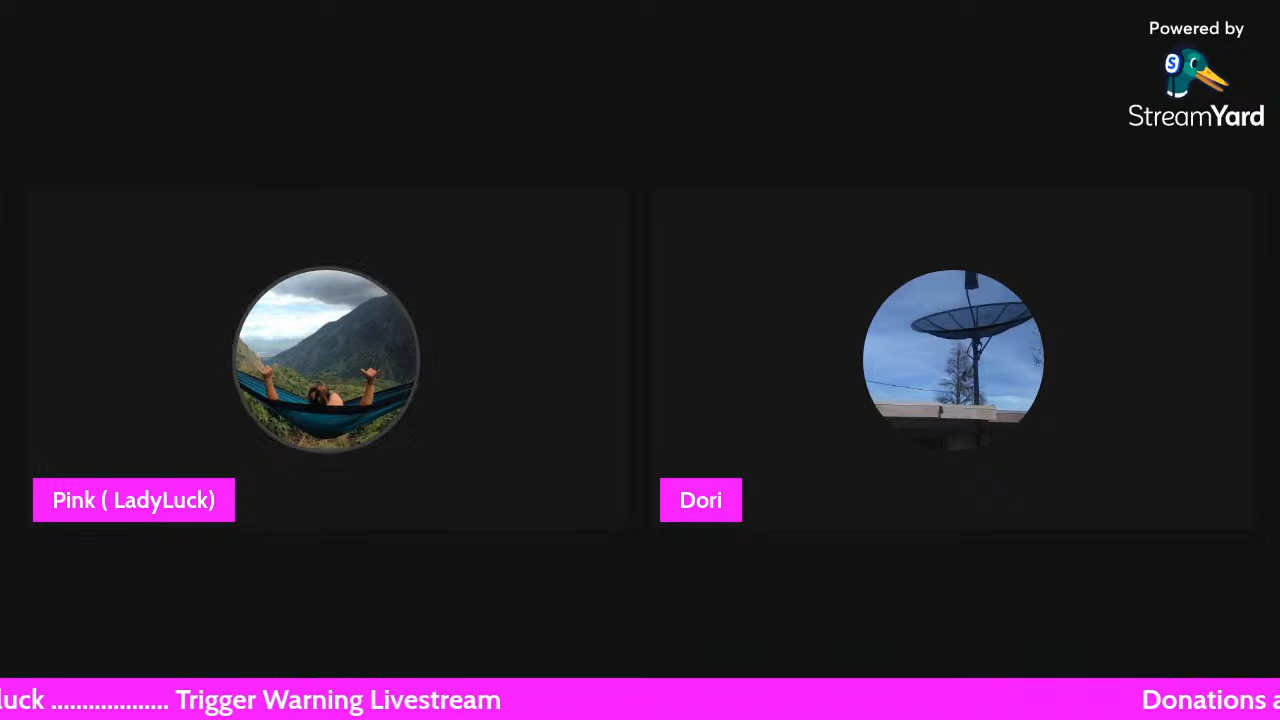 Powered by
S
StreamYard
Pink ( LadyLuck)
Dori
luck .................. Trigger Warning Livestream
Donations a